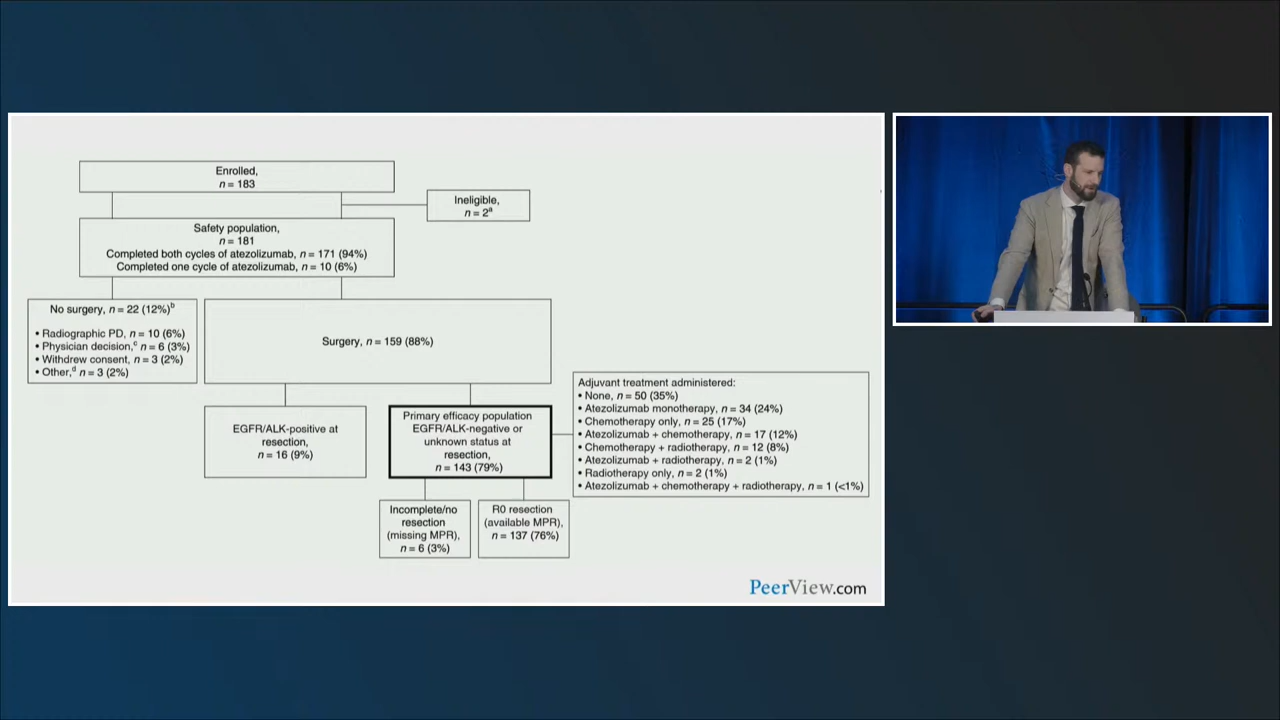 Enrolled,
n = 183
Ineligible,
n = 2ᵃ
Safety population,
n = 181
Completed both cycles of atezolizumab, n = 171 (94%)
Completed one cycle of atezolizumab, n = 10 (6%)
No surgery, n = 22 (12%)ᵇ
• Radiographic PD, n = 10 (6%)
• Physician decision,ᶜ n = 6 (3%)
• Withdrew consent, n = 3 (2%)
• Other,ᵈ n = 3 (2%)
Surgery, n = 159 (88%)
EGFR/ALK-positive at
resection,
n = 16 (9%)
Primary efficacy population
EGFR/ALK-negative or
unknown status at
resection,
n = 143 (79%)
Adjuvant treatment administered:
• None, n = 50 (35%)
• Atezolizumab monotherapy, n = 34 (24%)
• Chemotherapy only, n = 25 (17%)
• Atezolizumab + chemotherapy, n = 17 (12%)
• Chemotherapy + radiotherapy, n = 12 (8%)
• Atezolizumab + radiotherapy, n = 2 (1%)
• Radiotherapy only, n = 2 (1%)
• Atezolizumab + chemotherapy + radiotherapy, n = 1 (<1%)
Incomplete/no
resection
(missing MPR),
n = 6 (3%)
R0 resection
(available MPR),
n = 137 (76%)
PeerView.com